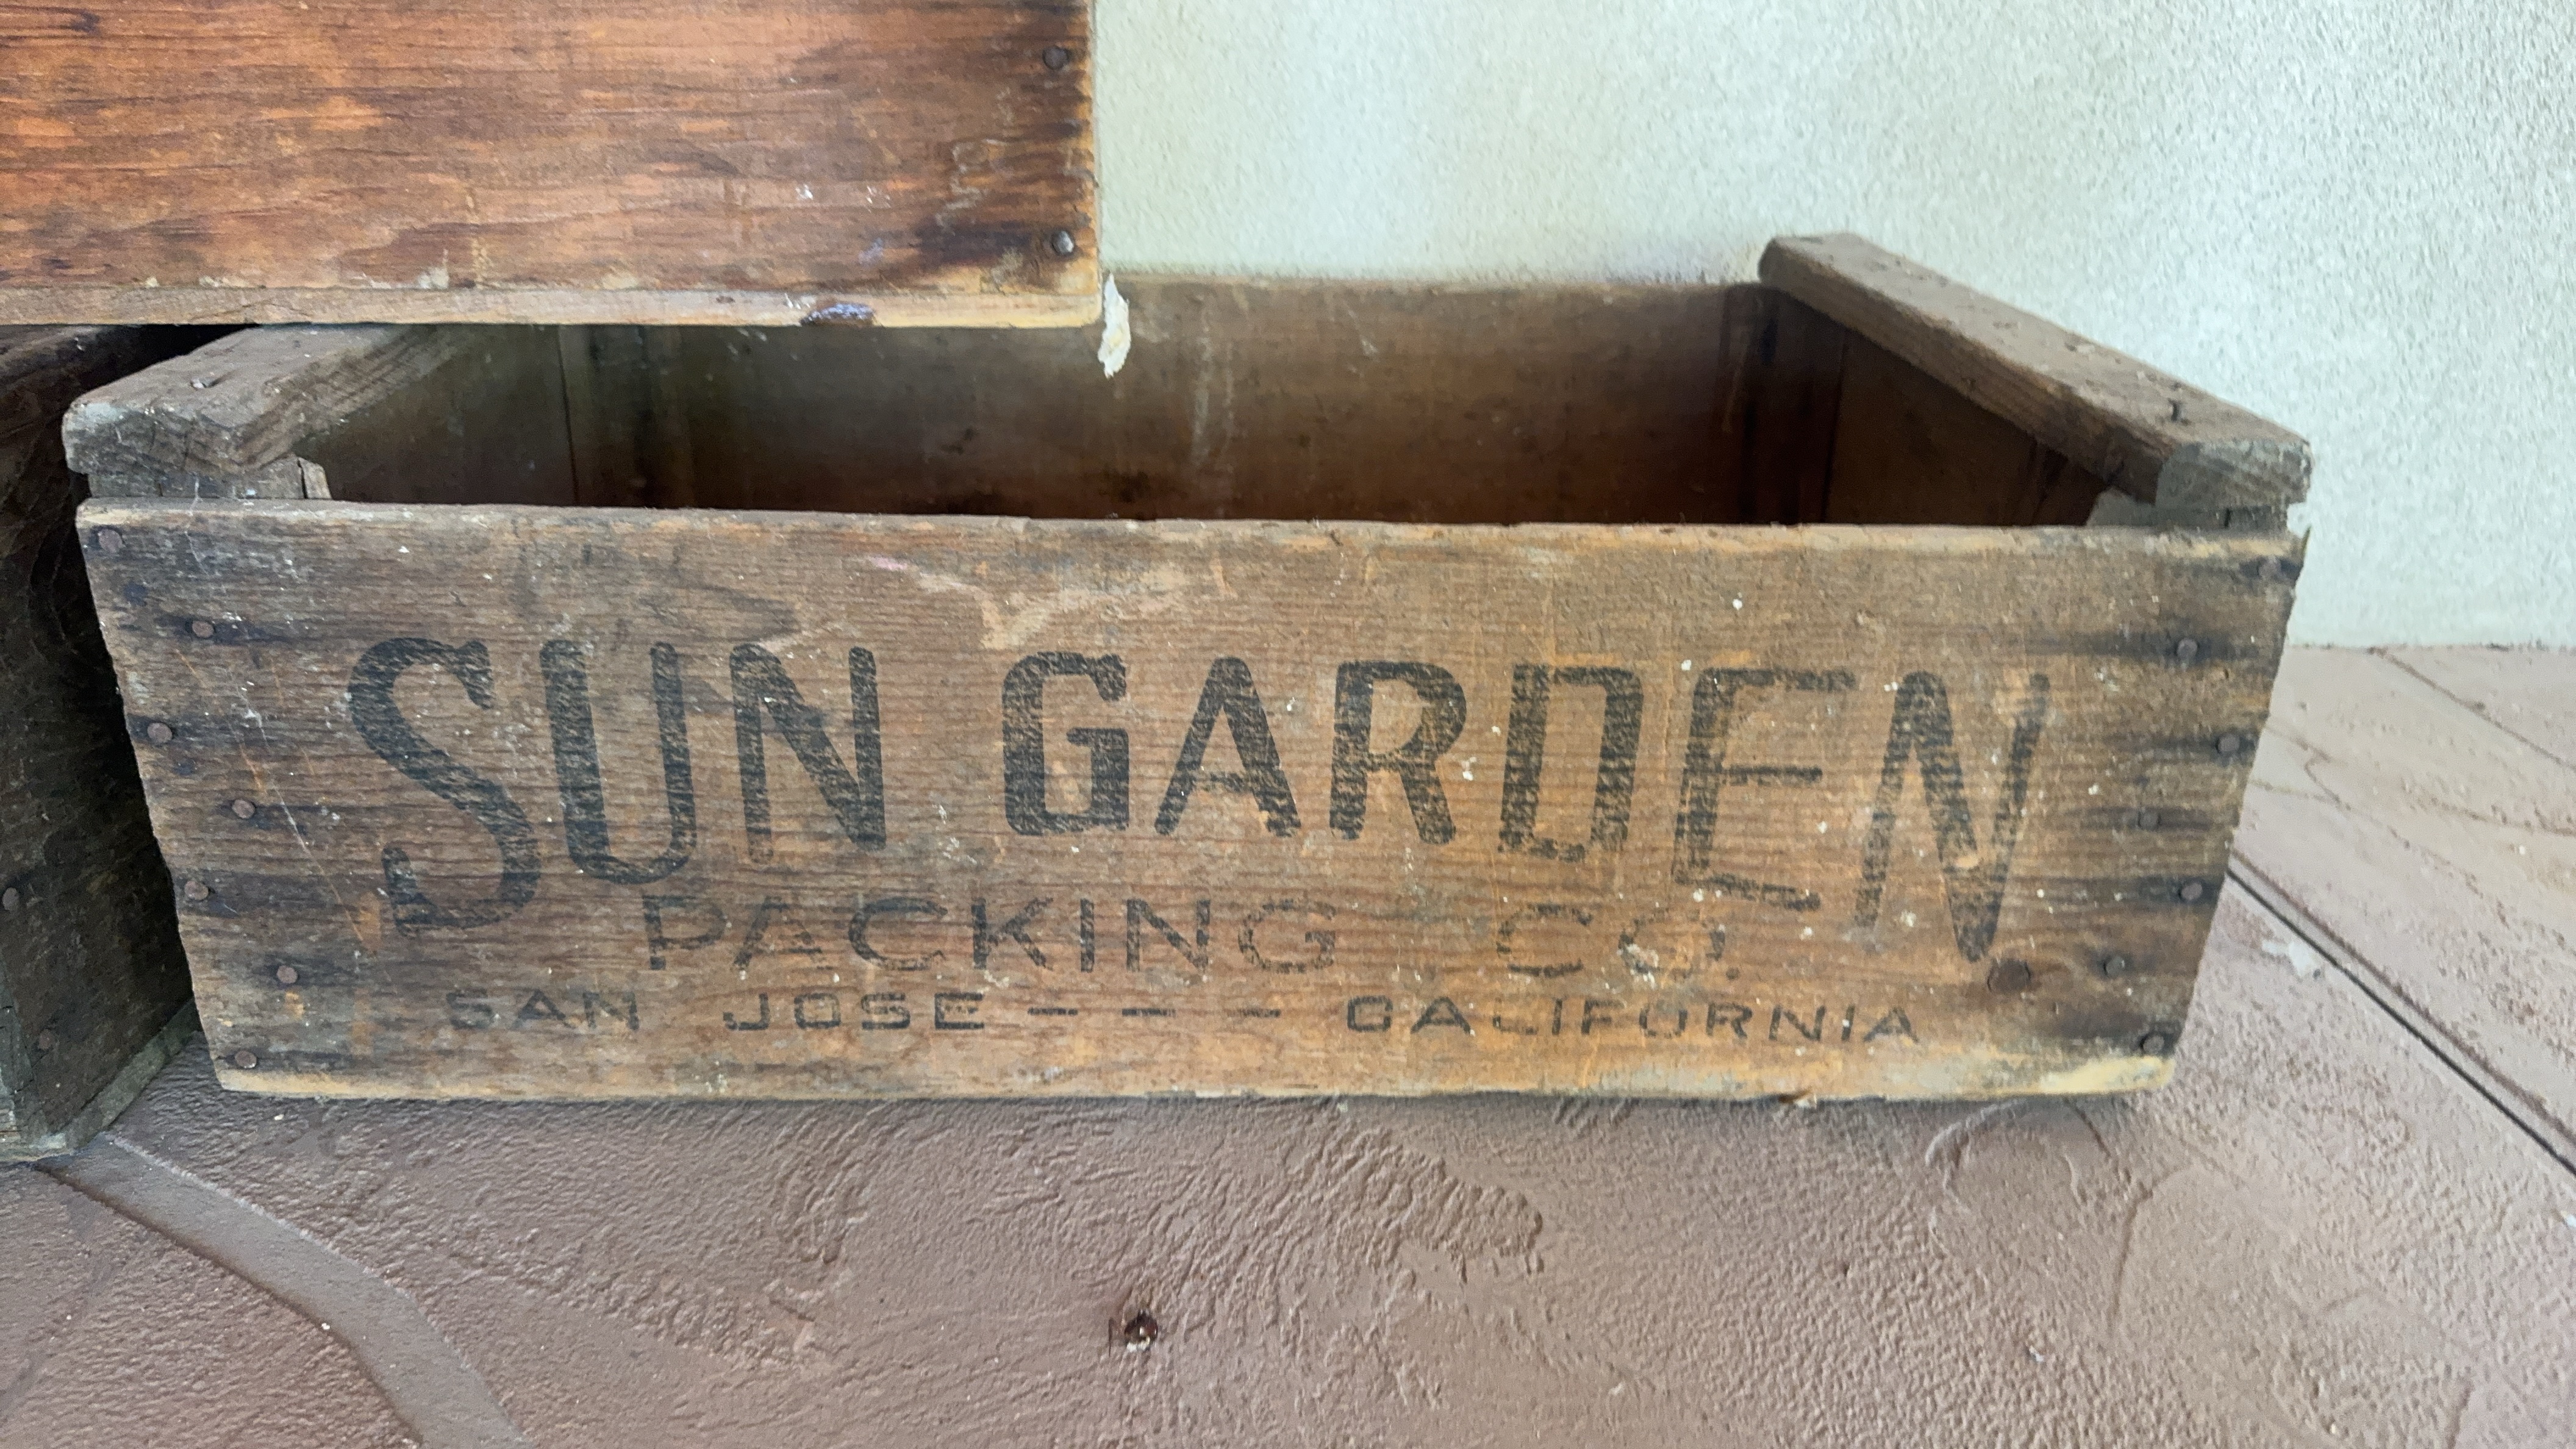 SUN GARDEN
PACKING CO.
SAN JOSE - - - CALIFORNIA